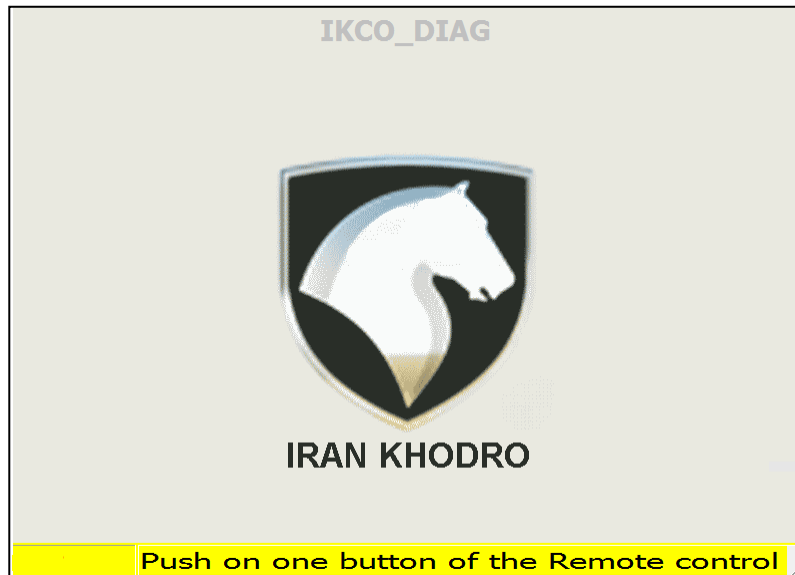 IKCO_DIAG
IRAN KHODRO
Push on one button of the Remote control